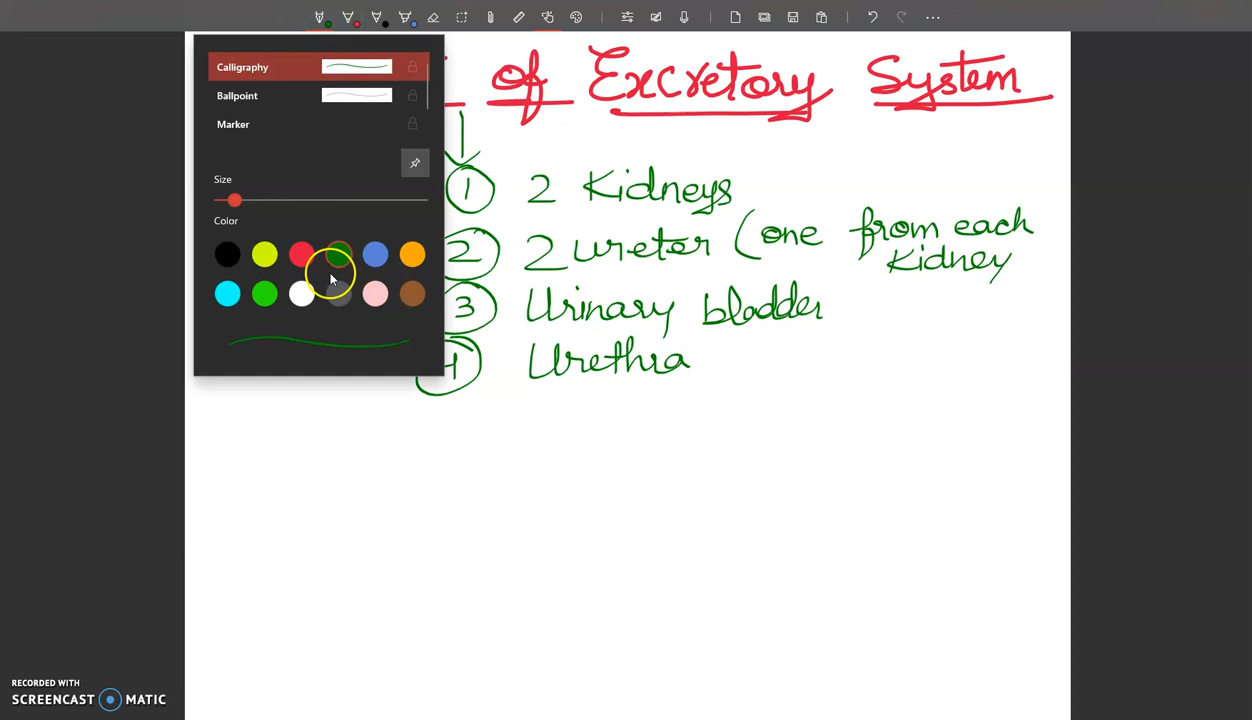 of Excretory System
Calligraphy
Ballpoint
Marker
Size
Color
1 2 Kidneys
2 2 ureter (one from each
Kidney
3 Urinary bladder
4 Urethra
RECORDED WITH
SCREENCAST MATIC